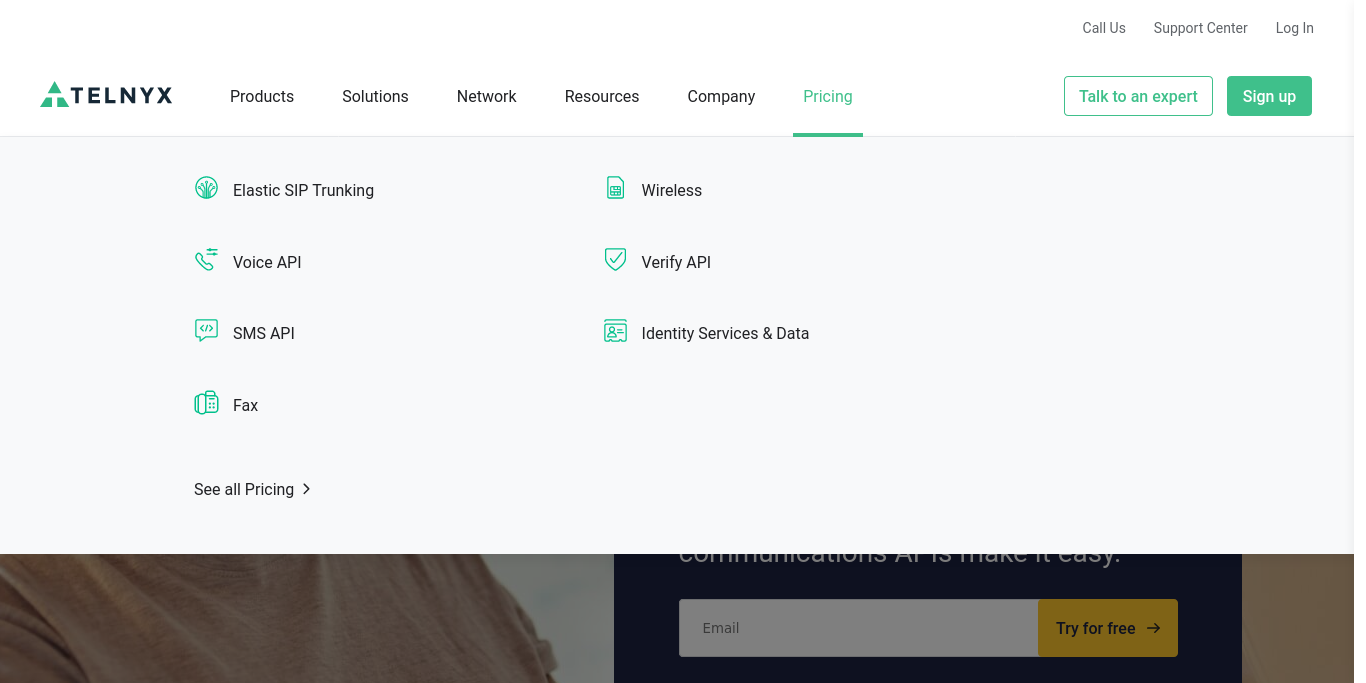 Call Us Support Center Log In
TELNYX Products Solutions Network Resources Company Pricing Talk to an expert Sign up
Elastic SIP Trunking
Wireless
Voice API
Verify API
SMS API
Identity Services & Data
Fax
See all Pricing
communications APIs make it easy.
Email Try for free